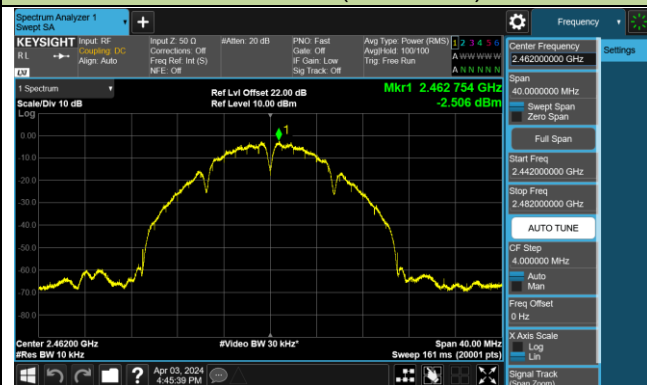 Spectrum Analyzer 1
Swept SA
Frequency
KEYSIGHT
RL
LXI
Input: RF
Coupling: DC
Align: Auto
Input Z: 50 Ω
Corrections: Off
Freq Ref: Int (S)
NFE: Off
#Atten: 20 dB
PNO: Fast
Gate: Off
IF Gain: Low
Sig Track: Off
Avg Type: Power (RMS)
Avg|Hold: 100/100
Trig: Free Run
1 2 3 4 5 6
A W W W W W
A N N N N N
Center Frequency
2.462000000 GHz
Settings
Span
40.0000000 MHz
Swept Span
Zero Span
Full Span
Start Freq
2.442000000 GHz
Stop Freq
2.482000000 GHz
AUTO TUNE
CF Step
4.000000 MHz
Auto
Man
Freq Offset
0 Hz
X Axis Scale
Log
Lin
Signal Track
(Span Zoom)
1 Spectrum
Scale/Div 10 dB
Log
Ref Lvl Offset 22.00 dB
Ref Level 10.00 dBm
Mkr1 2.462 754 GHz
-2.506 dBm
1
0.00
-10.0
-20.0
-30.0
-40.0
-50.0
-60.0
-70.0
-80.0
Center 2.46200 GHz
#Res BW 10 kHz
#Video BW 30 kHz*
Span 40.00 MHz
Sweep 161 ms (20001 pts)
Apr 03, 2024
4:45:39 PM